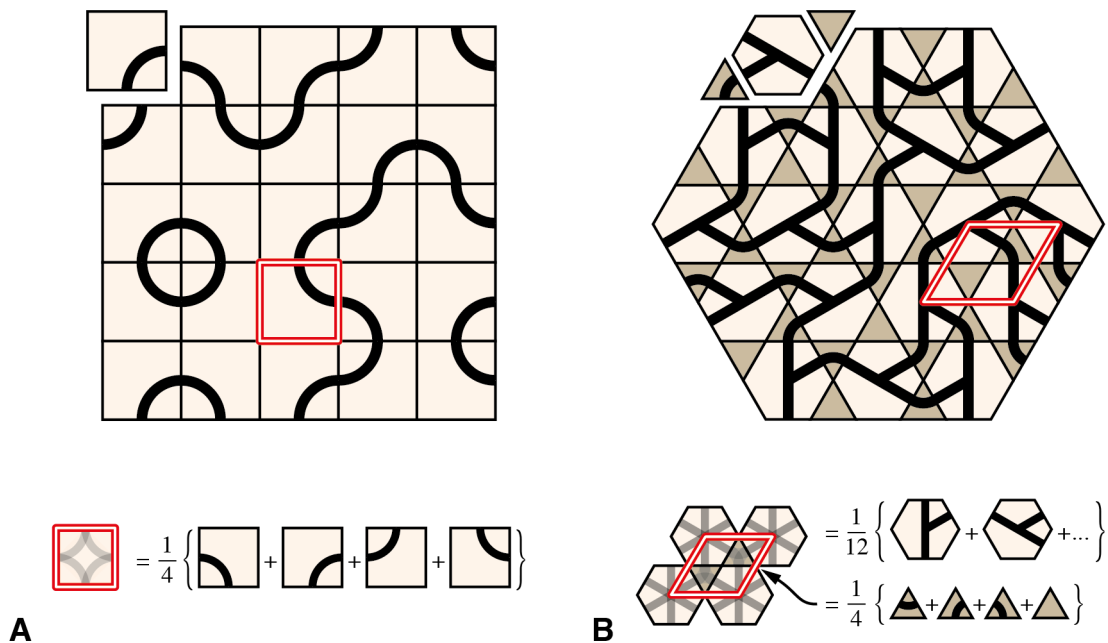 = 1/4 { + + + }
= 1/12 { + +... }
= 1/4 { + + + }
A
B